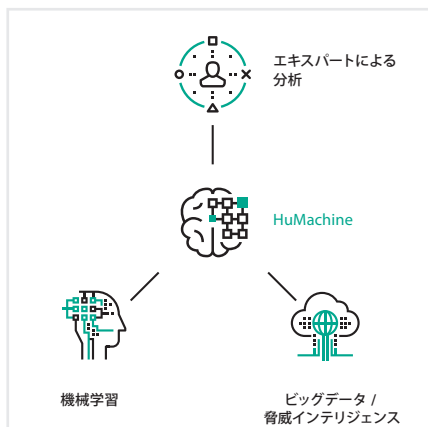 エキスパートによる
分析
HuMachine
機械学習
ビッグデータ /
脅威インテリジェンス